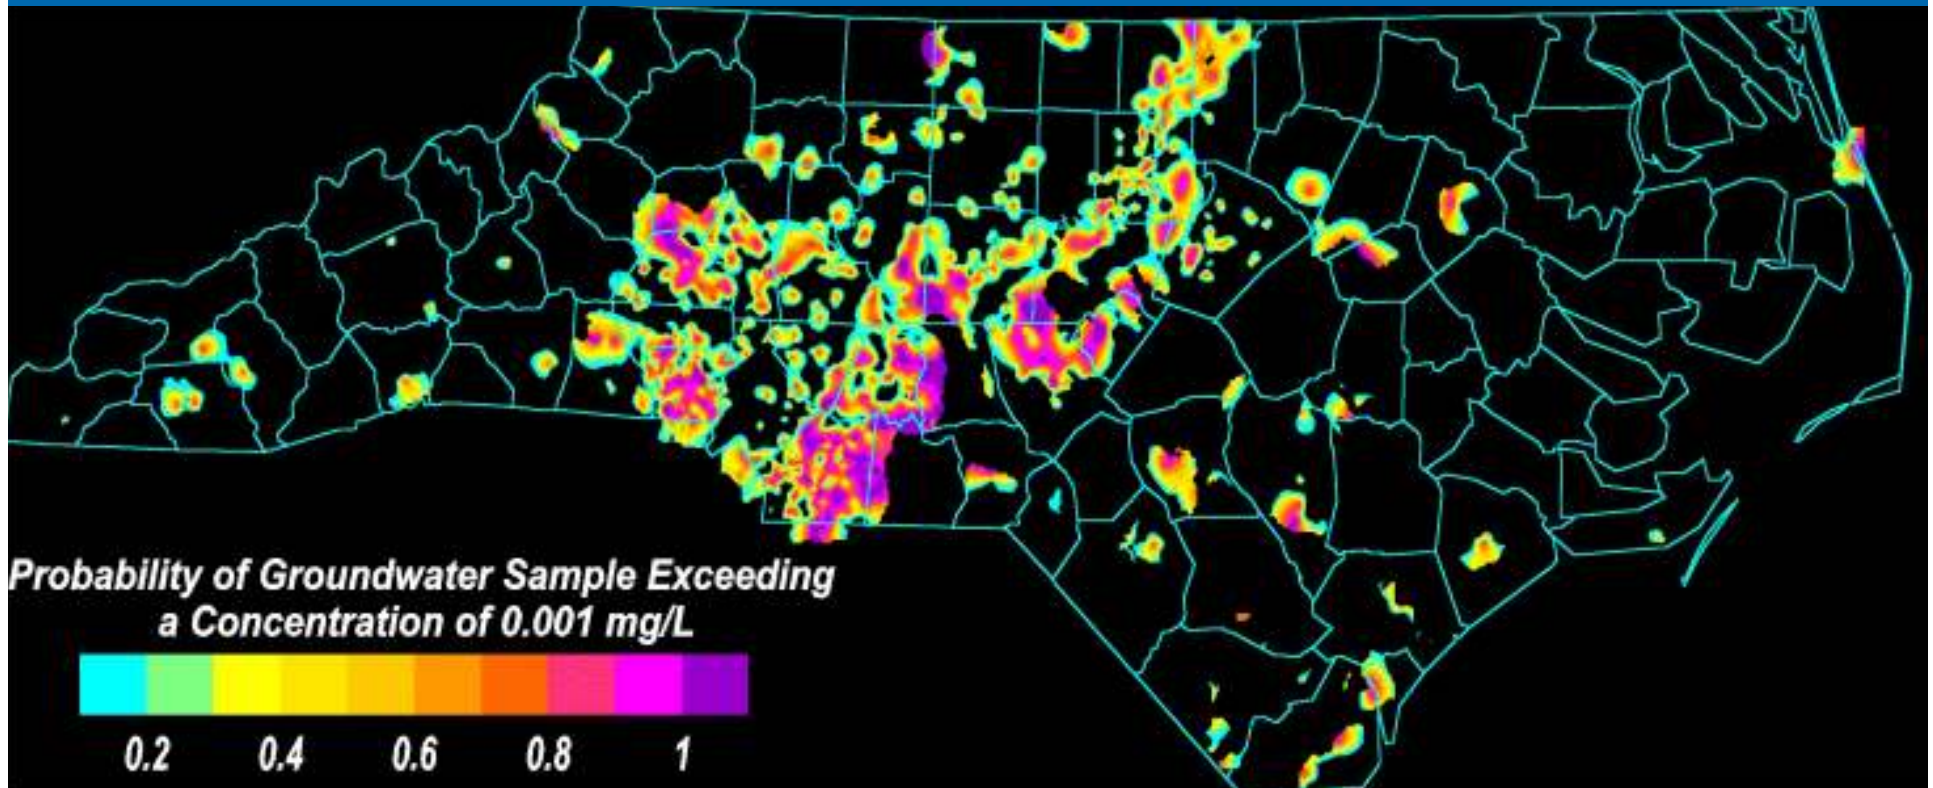 Probability of Groundwater Sample Exceeding
a Concentration of 0.001 mg/L
0.2 0.4 0.6 0.8 1